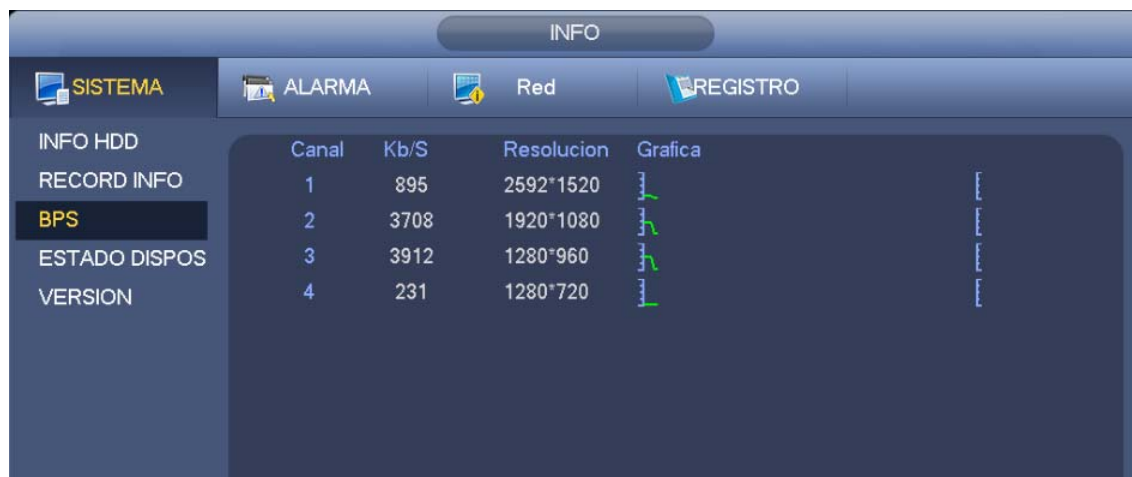 INFO
SISTEMA ALARMA Red REGISTRO
INFO HDD
RECORD INFO
BPS
ESTADO DISPOS
VERSION
Canal Kb/S Resolucion Grafica
1 895 2592*1520
2 3708 1920*1080
3 3912 1280*960
4 231 1280*720